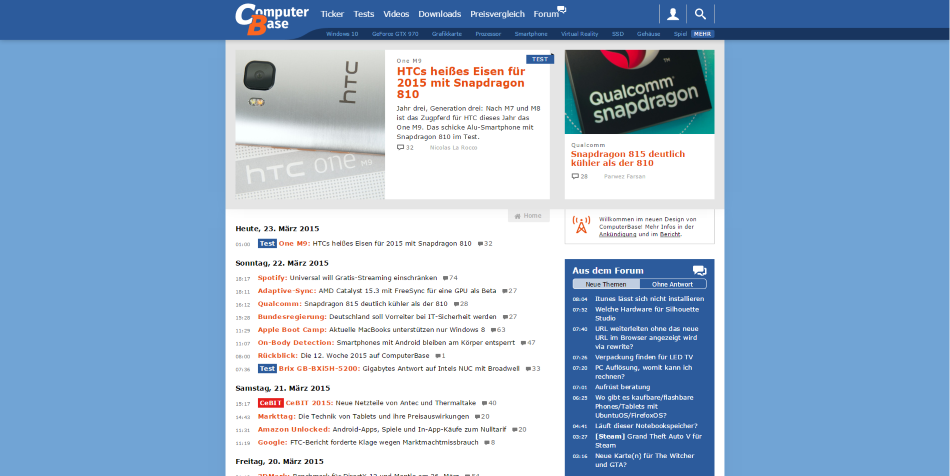 ComputerBase
Ticker Tests Videos Downloads Preisvergleich Forum
Windows 10 GeForce GTX 970 Grafikkarte Prozessor Smartphone Virtual Reality SSD Gehäuse Spiel MEHR
hTC
hTC one M9
TEST
One M9
HTCs heißes Eisen für
2015 mit Snapdragon
810
Jahr drei, Generation drei: Nach M7 und M8
ist das Zugpferd für HTC dieses Jahr das
One M9. Das schicke Alu-Smartphone mit
Snapdragon 810 im Test.
32 Nicolas La Rocco
Qualcomm
snapdragon
Qualcomm
Snapdragon 815 deutlich
kühler als der 810
28 Parwez Farsan
Home
Willkommen im neuen Design von
ComputerBase! Mehr Infos in der
Ankündigung und im Bericht.
Heute, 23. März 2015
01:00 Test One M9: HTCs heißes Eisen für 2015 mit Snapdragon 810 32
Sonntag, 22. März 2015
18:17 Spotify: Universal will Gratis-Streaming einschränken 74
18:11 Adaptive-Sync: AMD Catalyst 15.3 mit FreeSync für eine GPU als Beta 27
16:12 Qualcomm: Snapdragon 815 deutlich kühler als der 810 28
15:28 Bundesregierung: Deutschland soll Vorreiter bei IT-Sicherheit werden 27
11:29 Apple Boot Camp: Aktuelle MacBooks unterstützen nur Windows 8 63
11:07 On-Body Detection: Smartphones mit Android bleiben am Körper entsperrt 47
08:00 Rückblick: Die 12. Woche 2015 auf ComputerBase 1
07:36 Test Brix GB-BXi5H-5200: Gigabytes Antwort auf Intels NUC mit Broadwell 33
Samstag, 21. März 2015
15:17 CeBIT CeBIT 2015: Neue Netzteile von Antec und Thermaltake 40
14:43 Markttag: Die Technik von Tablets und ihre Preisauswirkungen 20
11:31 Amazon Unlocked: Android-Apps, Spiele und In-App-Käufe zum Nulltarif 20
11:15 Google: FTC-Bericht forderte Klage wegen Marktmachtmissbrauch 8
Freitag, 20. März 2015
Aus dem Forum
Neue Themen Ohne Antwort
08:04 Itunes lässt sich nicht installieren
07:52 Welche Hardware für Silhouette
Studio
07:40 URL weiterleiten ohne das neue
URL im Browser angezeigt wird
via rewrite?
07:26 Verpackung finden für LED TV
07:20 PC Auflösung, womit kann ich
rechnen?
07:01 Aufrüst beratung
06:25 Wo gibt es kaufbare/flashbare
Phones/Tablets mit
UbuntuOS/FirefoxOS?
04:41 Läuft dieser Notebookspeicher?
03:27 [Steam] Grand Theft Auto V für
Steam
03:16 Neue Karte(n) für The Witcher
und GTA?